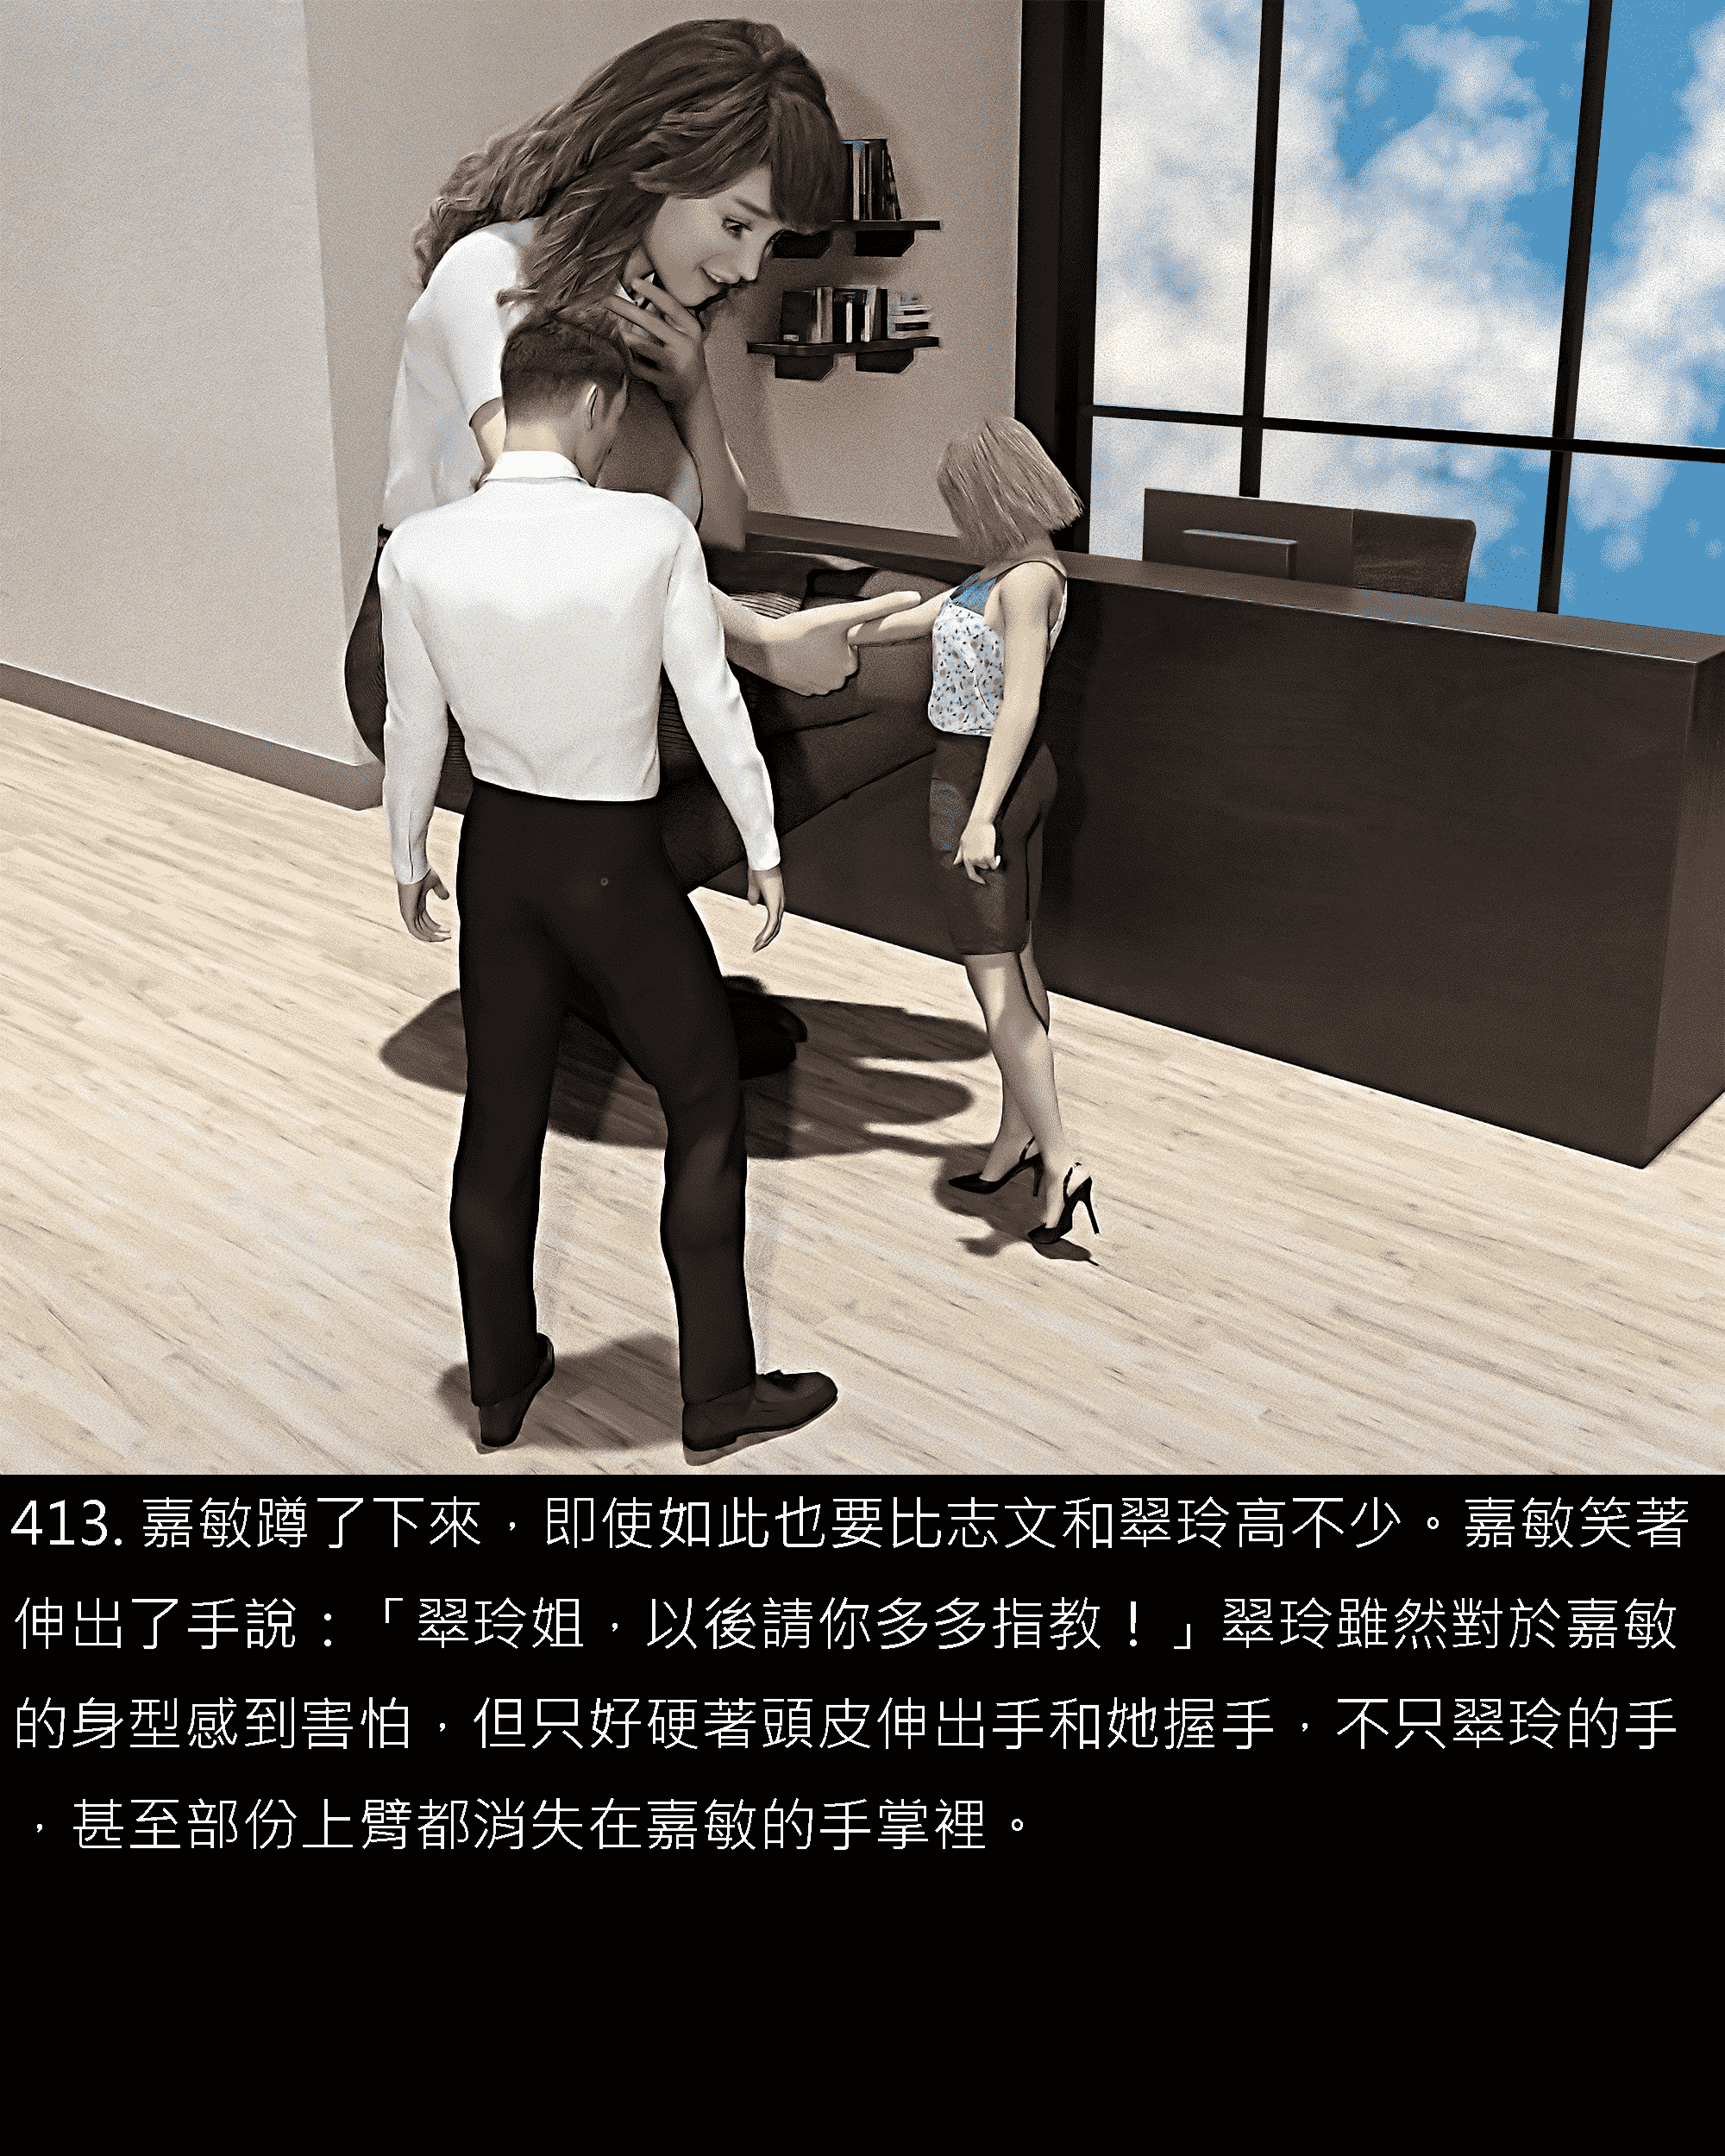 413. 嘉敏蹲了下來，即使如此也要比志文和翠玲高不少。嘉敏笑著
伸出了手說：「翠玲姐，以後請你多多指教！」翠玲雖然對於嘉敏
的身型感到害怕，但只好硬著頭皮伸出手和她握手，不只翠玲的手
，甚至部份上臂都消失在嘉敏的手掌裡。